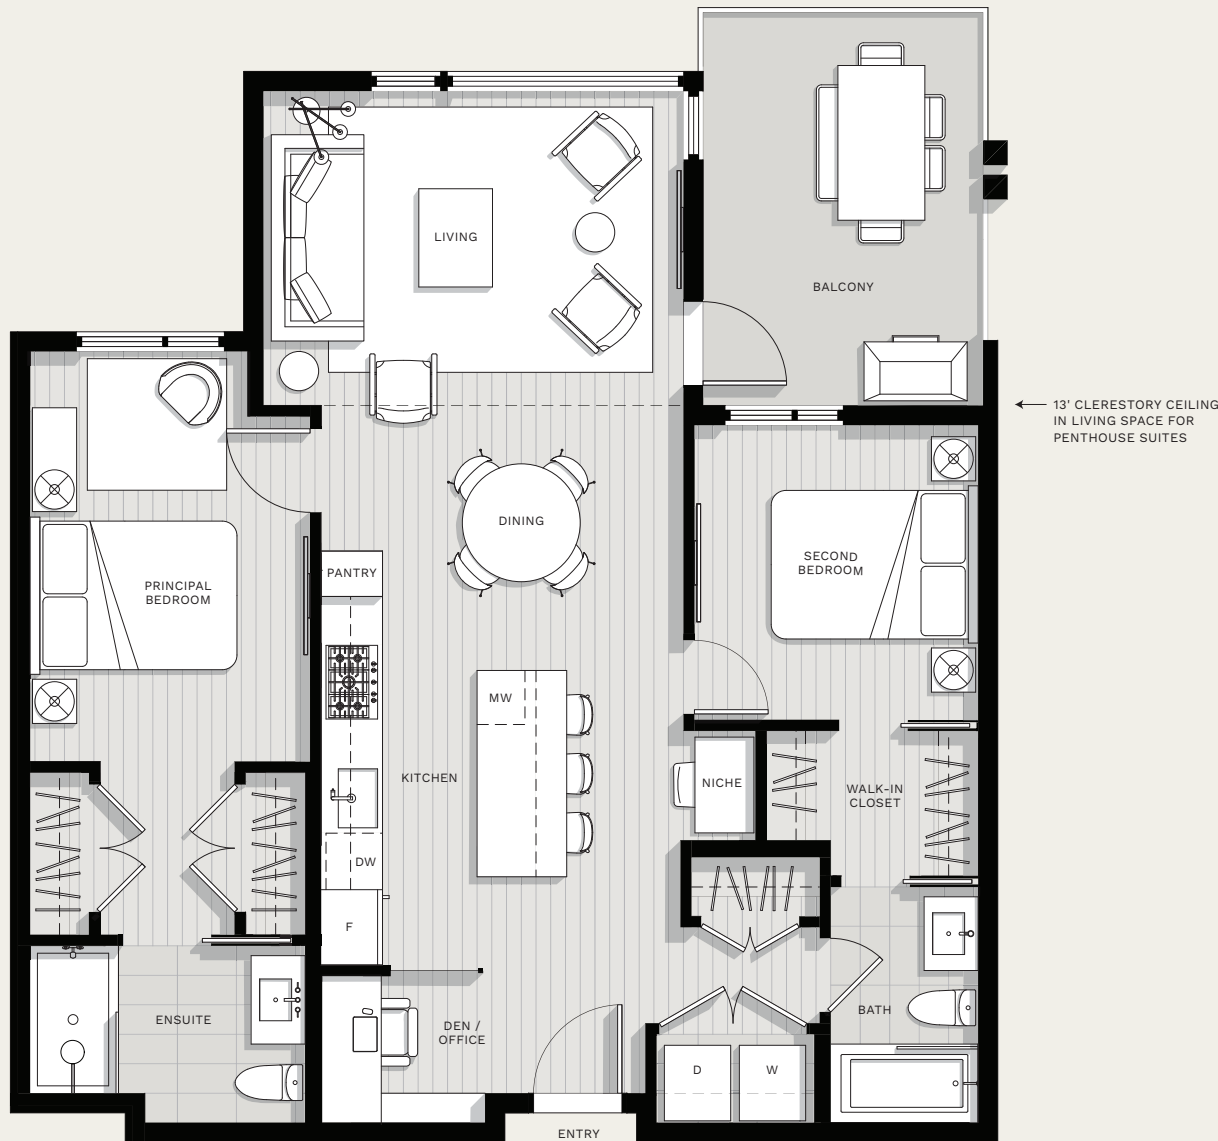 LIVING
BALCONY
13' CLERESTORY CEILING
IN LIVING SPACE FOR
PENTHOUSE SUITES
DINING
SECOND
BEDROOM
PRINCIPAL
BEDROOM
PANTRY
MW
KITCHEN
NICHE
WALK-IN
CLOSET
DW
F
ENSUITE
DEN /
OFFICE
BATH
D
W
ENTRY